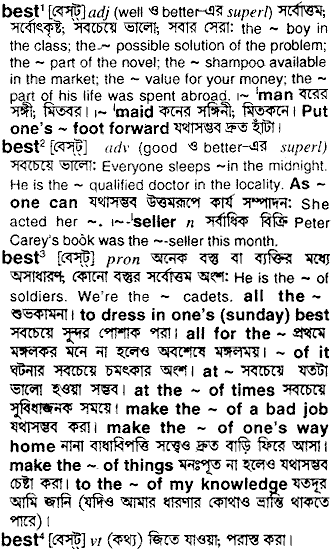 best¹ [বেস্ট্] adj (well ও better-এর superl) সর্বোত্তম;
সর্বোৎকৃষ্ট; সবচেয়ে ভালো; সবার সেরা: the ~ boy in
the class; the ~ possible solution of the problem;
the ~ part of the novel; the ~ shampoo available
in the market; the ~ value for your money; the ~
part of his life was spent abroad. ~ ˈman বরের
সঙ্গী; মিতবর। ~ ˈmaid কনের সঙ্গিনী; মিতকনে। Put
one's ~ foot forward যথাসম্ভব দ্রুত হাঁটা।
best² [বেস্ট্] adv (good ও better-এর superl)
সবচেয়ে ভালো: Everyone sleeps ~in the midnight.
He is the ~ qualified doctor in the locality. As ~
one can যথাসম্ভব উত্তমরূপে কার্য সম্পাদন: She
acted her ~. ~-ˈseller n সর্বাধিক বিক্রি Peter
Carey's book was the ~-seller this month.
best³ [বেস্ট্] pron অনেক বস্তু বা ব্যক্তির মধ্যে
অসাধারণ, কোনো বস্তুর সর্বোত্তম অংশ: He is the ~ of
soldiers. We're the ~ cadets. all the ~
শুভকামনা। to dress in one's (sunday) best
সবচেয়ে সুন্দর পোশাক পরা। all for the ~ প্রথমে
মঙ্গলকর মনে না হলেও অবশেষে মঙ্গলময়। ~ of it
ঘটনার সবচেয়ে চমৎকার অংশ। at ~ সবচেয়ে যতটা
ভালো হওয়া সম্ভব। at the ~ of times সবচেয়ে
সুবিধাজনক সময়ে। make the ~ of a bad job
যথাসম্ভব করা। make the ~ of one's way
home নানা বাধাবিপত্তি সত্ত্বেও দ্রুত বাড়ি ফিরে আসা।
make the ~ of things মনঃপূত না হলেও যথাসম্ভব
চেষ্টা করা। to the ~ of my knowledge যতদূর
আমি জানি (যদিও আমার ধারণার কোথাও ভ্রান্তি থাকতে
পারে)।
best⁴ [বেস্ট্] vt (কথ্য) জিতে যাওয়া; পরাস্ত করা।